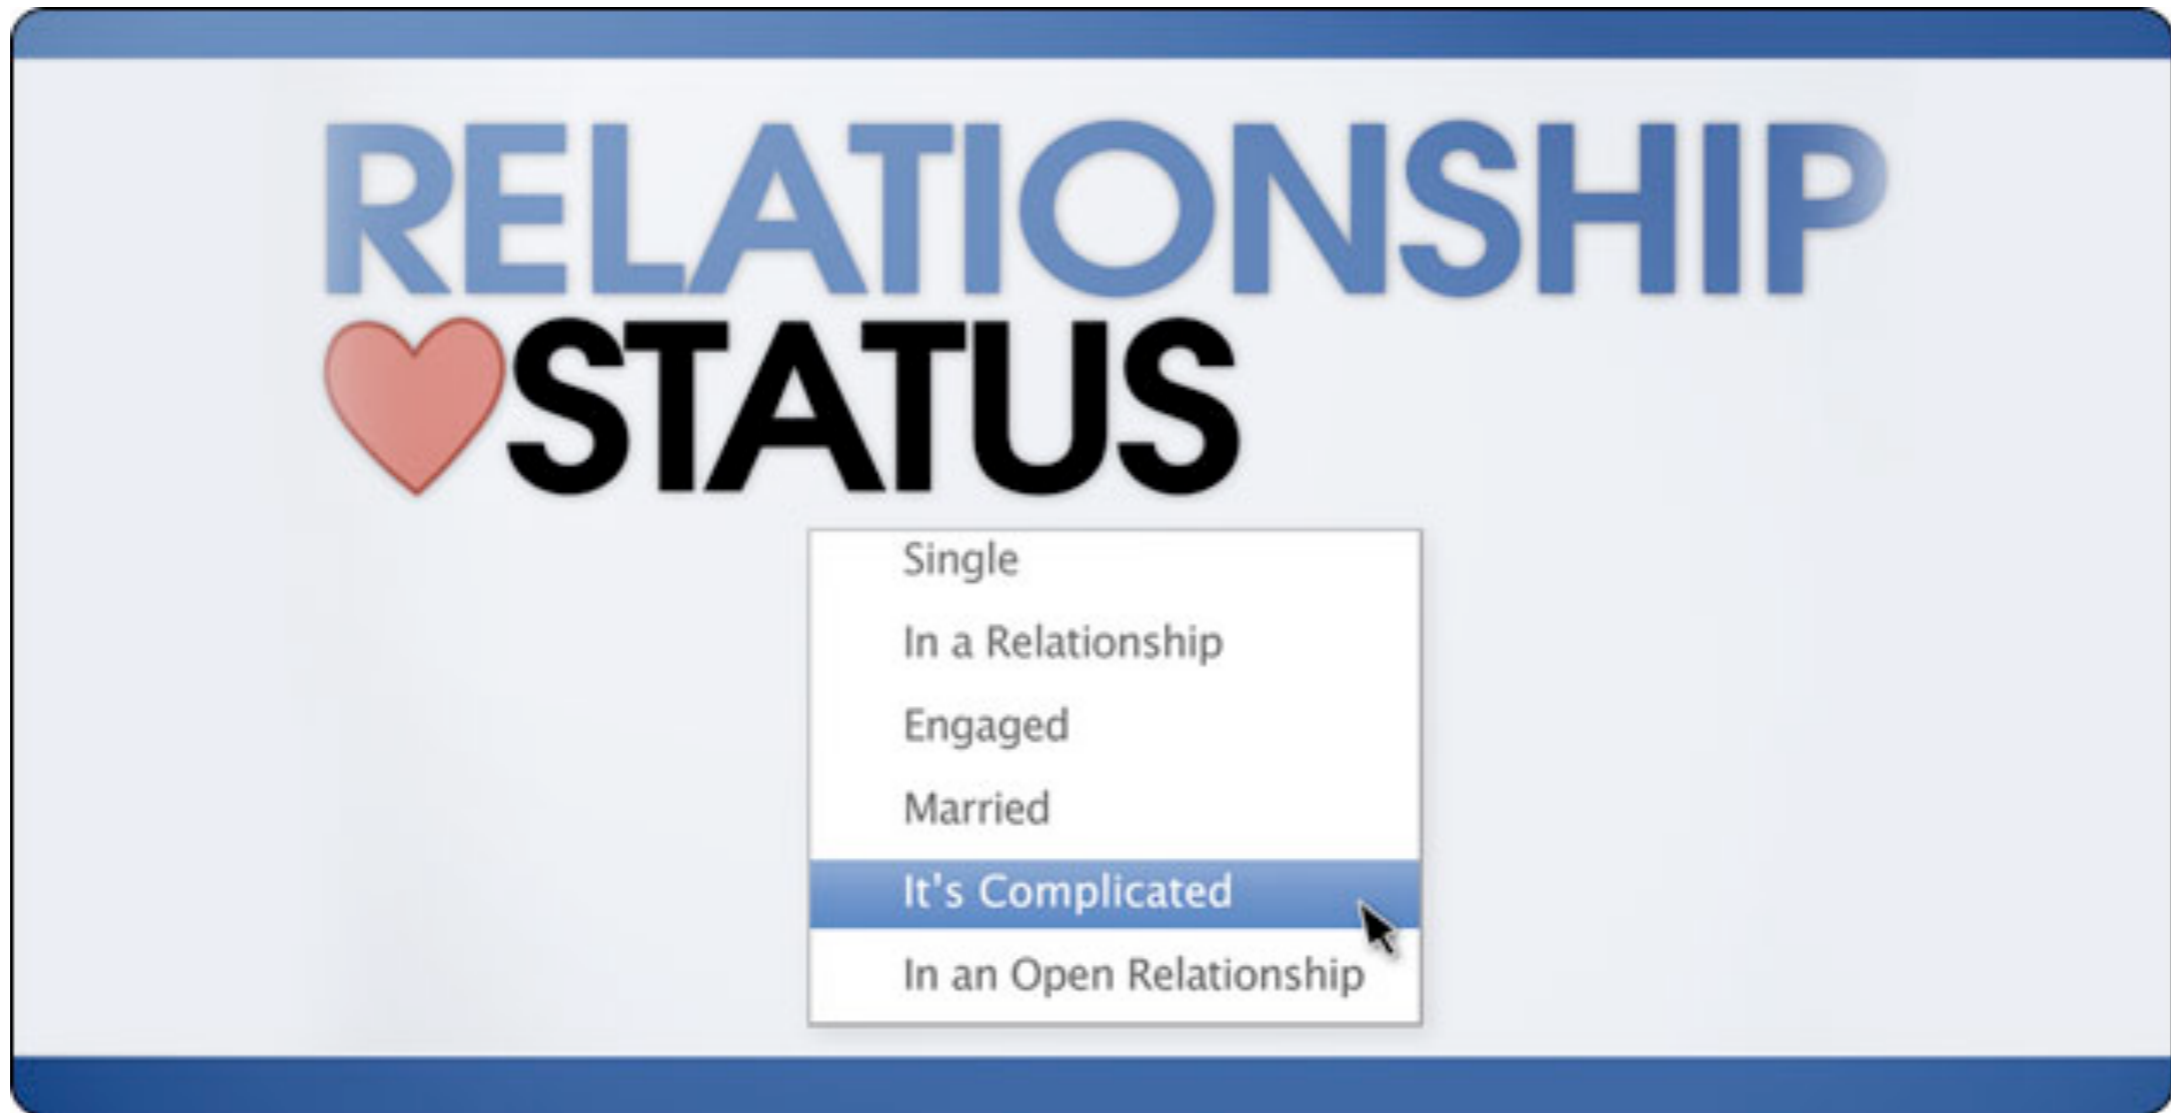 RELATIONSHIP
STATUS
Single
In a Relationship
Engaged
Married
It's Complicated
In an Open Relationship